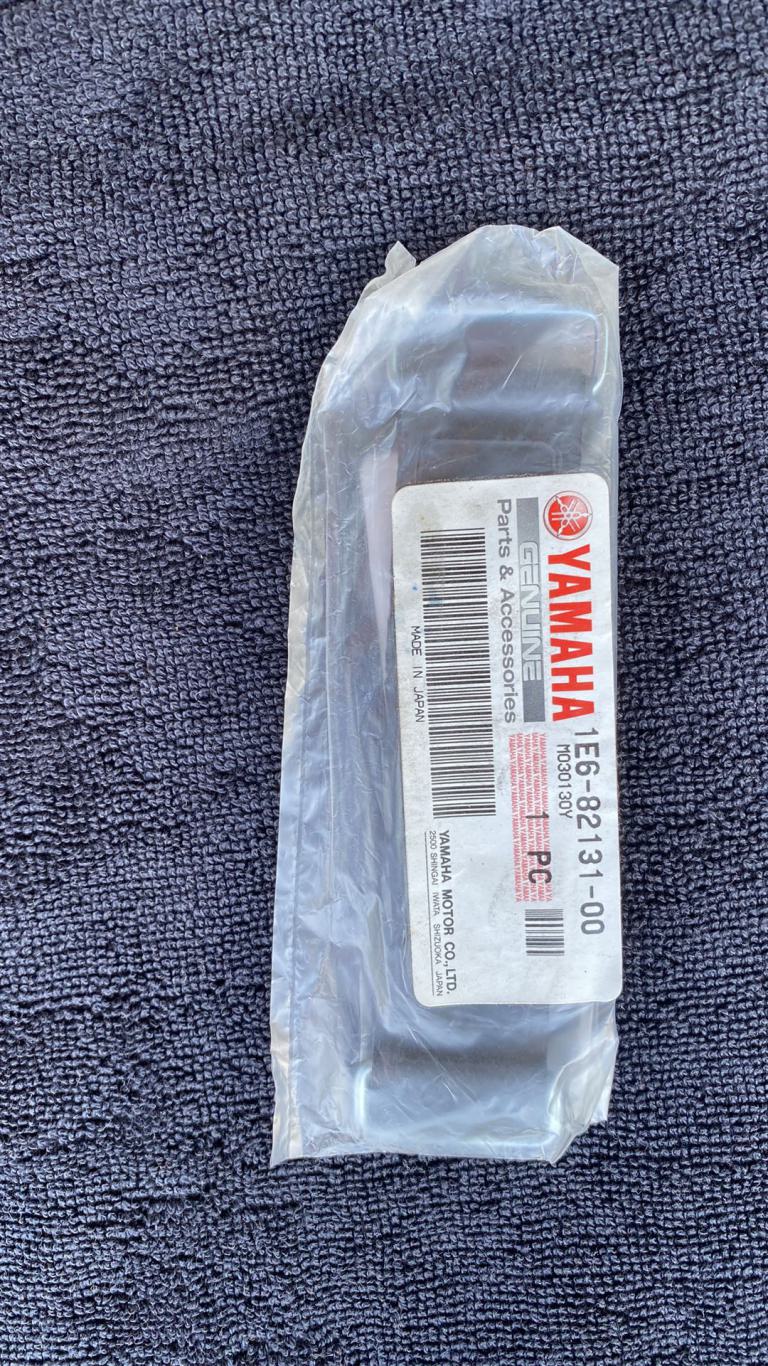 YAMAHA
GENUINE
Parts & Accessories
1E6-82131-00
M030130Y
1 PC
MADE IN JAPAN
YAMAHA MOTOR CO., LTD.
2500 SHINGAI IWATA SHIZUOKA JAPAN